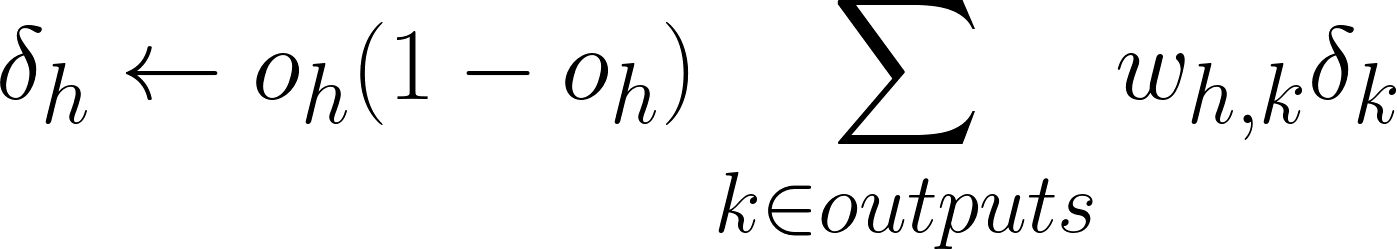 δ_h ← o_h(1 − o_h) ∑_{k∈outputs} w_{h,k}δ_k